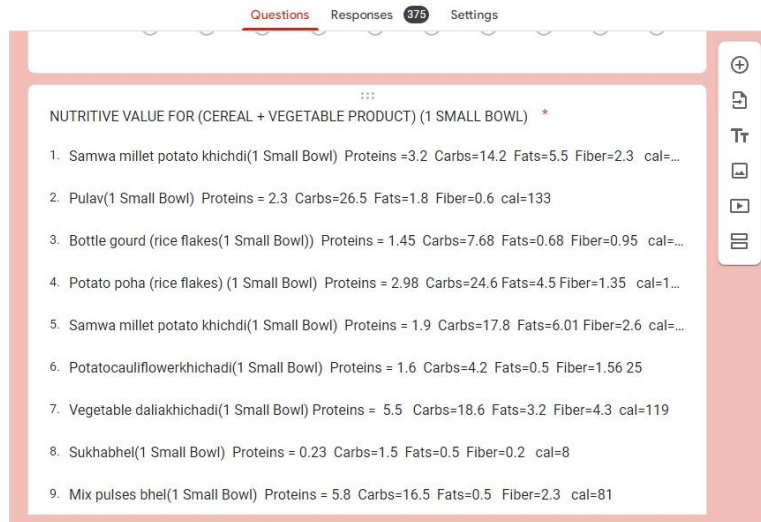 Questions Responses 375 Settings
NUTRITIVE VALUE FOR (CEREAL + VEGETABLE PRODUCT) (1 SMALL BOWL) *
1. Samwa millet potato khichdi(1 Small Bowl) Proteins =3.2 Carbs=14.2 Fats=5.5 Fiber=2.3 cal=...
2. Pulav(1 Small Bowl) Proteins = 2.3 Carbs=26.5 Fats=1.8 Fiber=0.6 cal=133
3. Bottle gourd (rice flakes(1 Small Bowl)) Proteins = 1.45 Carbs=7.68 Fats=0.68 Fiber=0.95 cal=...
4. Potato poha (rice flakes) (1 Small Bowl) Proteins = 2.98 Carbs=24.6 Fats=4.5 Fiber=1.35 cal=1...
5. Samwa millet potato khichdi(1 Small Bowl) Proteins = 1.9 Carbs=17.8 Fats=6.01 Fiber=2.6 cal=...
6. Potatocauliflowerkhichadi(1 Small Bowl) Proteins = 1.6 Carbs=4.2 Fats=0.5 Fiber=1.56 25
7. Vegetable daliakhichadi(1 Small Bowl) Proteins = 5.5 Carbs=18.6 Fats=3.2 Fiber=4.3 cal=119
8. Sukhabhel(1 Small Bowl) Proteins = 0.23 Carbs=1.5 Fats=0.5 Fiber=0.2 cal=8
9. Mix pulses bhel(1 Small Bowl) Proteins = 5.8 Carbs=16.5 Fats=0.5 Fiber=2.3 cal=81
Tт